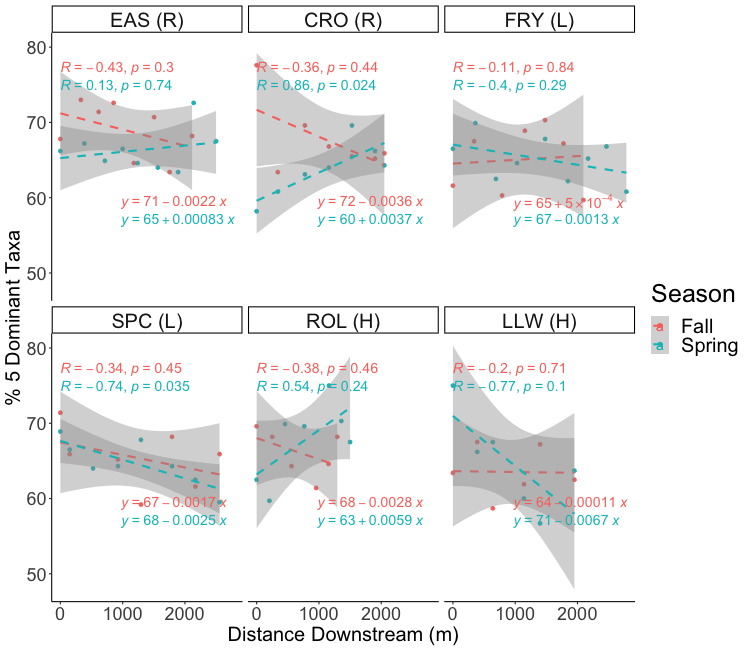 EAS (R) CRO (R) FRY (L)
80
70
60
50
R = −0.43, p = 0.3
R = 0.13, p = 0.74
y = 71 − 0.0022 x
y = 65 + 0.00083 x
R = −0.36, p = 0.44
R = 0.86, p = 0.024
y = 72 − 0.0036 x
y = 60 + 0.0037 x
R = −0.11, p = 0.84
R = −0.4, p = 0.29
y = 65 + 5 × 10⁻⁴ x
y = 67 − 0.0013 x
% 5 Dominant Taxa
SPC (L) ROL (H) LLW (H)
80
70
60
50
R = −0.34, p = 0.45
R = −0.74, p = 0.035
y = 67 − 0.0017 x
y = 68 − 0.0025 x
R = −0.38, p = 0.46
R = 0.54, p = 0.24
y = 68 − 0.0028 x
y = 63 + 0.0059 x
R = −0.2, p = 0.71
R = −0.77, p = 0.1
y = 64 − 0.00011 x
y = 71 − 0.0067 x
0 1000 2000 0 1000 2000 0 1000 2000
Distance Downstream (m)
Season
a Fall
a Spring